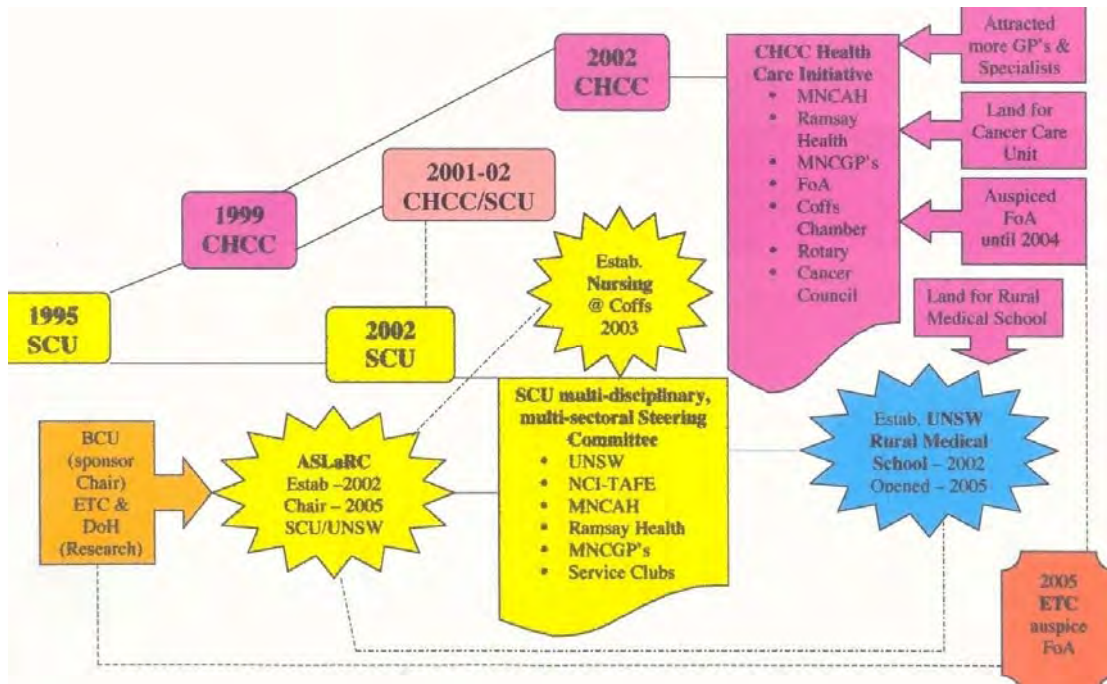 Attracted
more GP's &
Specialists
2002
CHCC
CHCC Health
Care Initiative
• MNCAH
• Ramsay
Health
• MNCGP's
• FoA
• Coffs
Chamber
• Rotary
• Cancer
Council
Land for
Cancer Care
Unit
2001-02
CHCC/SCU
1999
CHCC
Auspiced
FoA
until 2004
Estab.
Nursing
@ Coffs
2003
Land for Rural
Medical School
1995
SCU
2002
SCU
SCU multi-disciplinary,
multi-sectoral Steering
Committee
• UNSW
• NCI-TAFE
• MNCAH
• Ramsay Health
• MNCGP's
• Service Clubs
Estab. UNSW
Rural Medical
School – 2002
Opened – 2005
BCU
(sponsor
Chair)
ETC &
DoH
(Research)
ASLaRC
Estab –2002
Chair – 2005
SCU/UNSW
2005
ETC
auspice
FoA